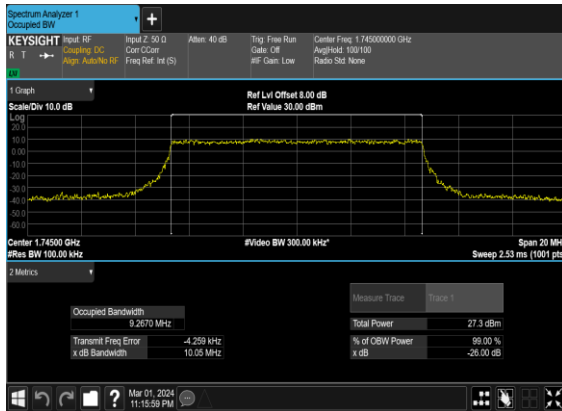 Spectrum Analyzer 1
Occupied BW
+
KEYSIGHT
R T
LXI
Input: RF
Coupling: DC
Align: Auto/No RF
Input Z: 50 Ω
Corr CCorr
Freq Ref: Int (S)
Atten: 40 dB
Trig: Free Run
Gate: Off
#IF Gain: Low
Center Freq: 1.745000000 GHz
Avg|Hold: 100/100
Radio Std: None
1 Graph
Scale/Div 10.0 dB
Ref Lvl Offset 8.00 dB
Ref Value 30.00 dBm
Log
20.0
10.0
0.00
-10.0
-20.0
-30.0
-40.0
-50.0
-60.0
Center 1.74500 GHz
#Video BW 300.00 kHz*
Span 20 MH
#Res BW 100.00 kHz
Sweep 2.53 ms (1001 pts
2 Metrics
Measure Trace Trace 1
Occupied Bandwidth
9.2670 MHz
Total Power 27.3 dBm
Transmit Freq Error -4.259 kHz
% of OBW Power 99.00 %
x dB Bandwidth 10.05 MHz
x dB -26.00 dB
?
Mar 01, 2024
11:15:59 PM